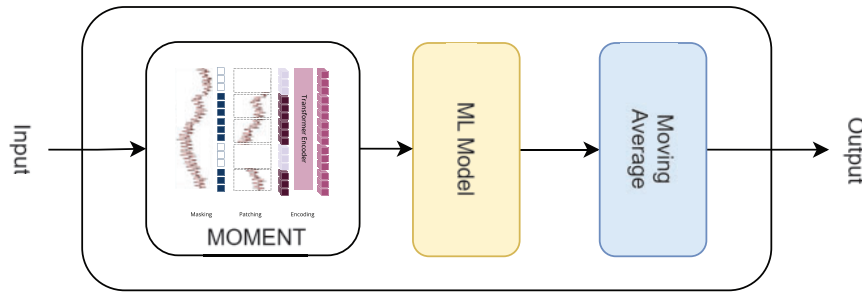 Input
Transformer Encoder
Masking
Patching
Encoding
MOMENT
ML Model
Moving
Average
Output